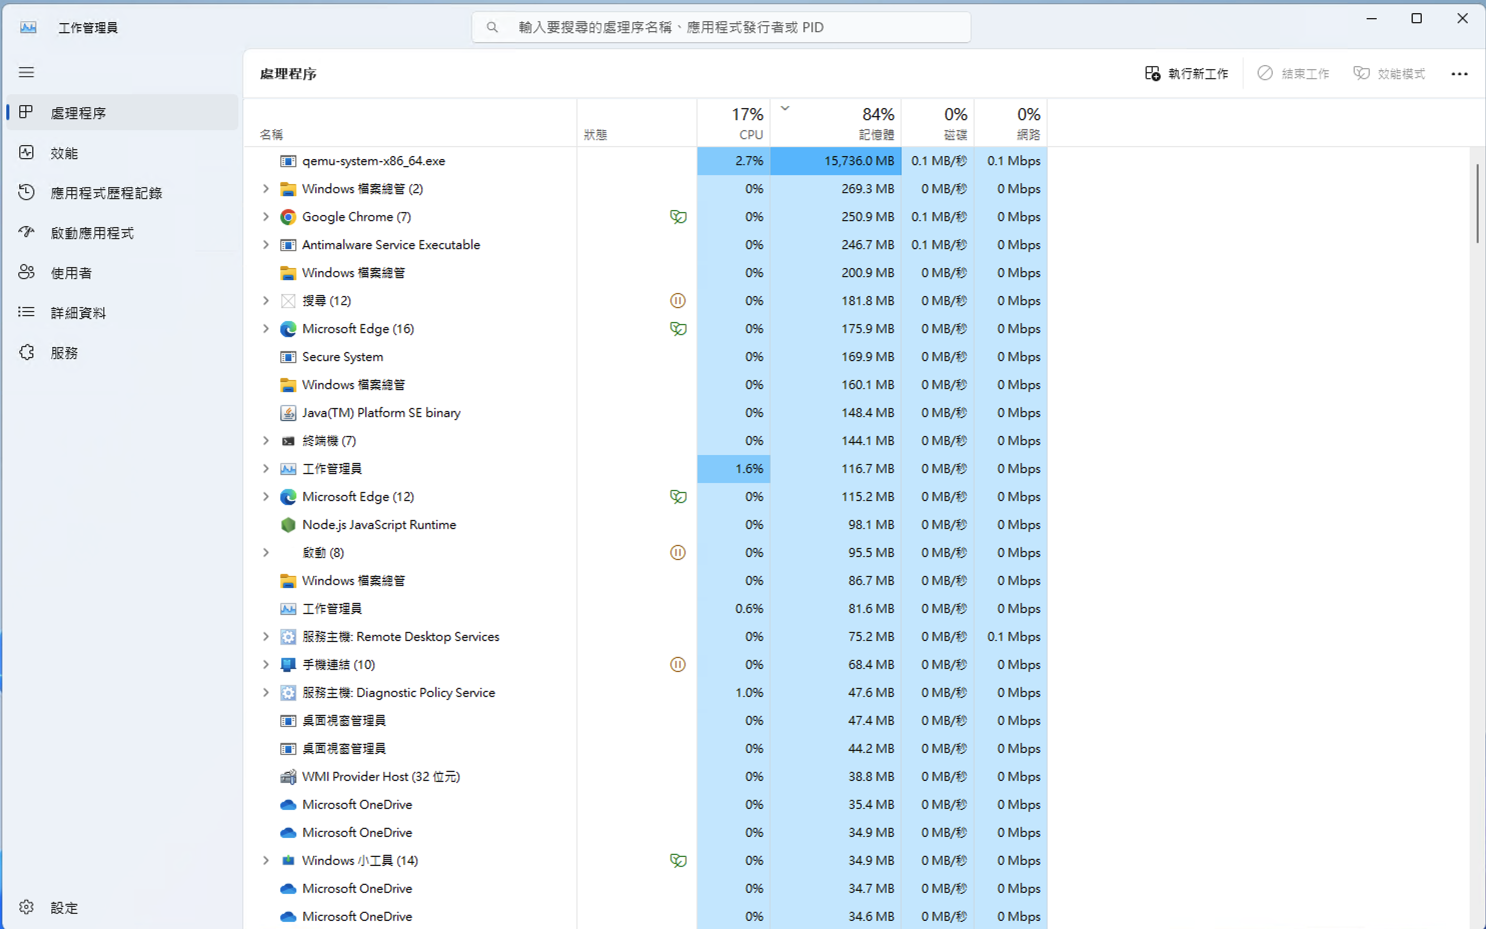 工作管理員
輸入要搜尋的處理序名稱、應用程式發行者或 PID
處理程序
效能
應用程式歷程記錄
啟動應用程式
使用者
詳細資料
服務
設定
處理程序 執行新工作 結束工作 效能模式
17% 84% 0% 0%
名稱 狀態 CPU 記憶體 磁碟 網路
qemu-system-x86_64.exe 2.7% 15,736.0 MB 0.1 MB/秒 0.1 Mbps
Windows 檔案總管 (2) 0% 269.3 MB 0 MB/秒 0 Mbps
Google Chrome (7) 0% 250.9 MB 0.1 MB/秒 0 Mbps
Antimalware Service Executable 0% 246.7 MB 0.1 MB/秒 0 Mbps
Windows 檔案總管 0% 200.9 MB 0 MB/秒 0 Mbps
搜尋 (12) 0% 181.8 MB 0 MB/秒 0 Mbps
Microsoft Edge (16) 0% 175.9 MB 0 MB/秒 0 Mbps
Secure System 0% 169.9 MB 0 MB/秒 0 Mbps
Windows 檔案總管 0% 160.1 MB 0 MB/秒 0 Mbps
Java(TM) Platform SE binary 0% 148.4 MB 0 MB/秒 0 Mbps
終端機 (7) 0% 144.1 MB 0 MB/秒 0 Mbps
工作管理員 1.6% 116.7 MB 0 MB/秒 0 Mbps
Microsoft Edge (12) 0% 115.2 MB 0 MB/秒 0 Mbps
Node.js JavaScript Runtime 0% 98.1 MB 0 MB/秒 0 Mbps
啟動 (8) 0% 95.5 MB 0 MB/秒 0 Mbps
Windows 檔案總管 0% 86.7 MB 0 MB/秒 0 Mbps
工作管理員 0.6% 81.6 MB 0 MB/秒 0 Mbps
服務主機: Remote Desktop Services 0% 75.2 MB 0 MB/秒 0.1 Mbps
手機連結 (10) 0% 68.4 MB 0 MB/秒 0 Mbps
服務主機: Diagnostic Policy Service 1.0% 47.6 MB 0 MB/秒 0 Mbps
桌面視窗管理員 0% 47.4 MB 0 MB/秒 0 Mbps
桌面視窗管理員 0% 44.2 MB 0 MB/秒 0 Mbps
WMI Provider Host (32 位元) 0% 38.8 MB 0 MB/秒 0 Mbps
Microsoft OneDrive 0% 35.4 MB 0 MB/秒 0 Mbps
Microsoft OneDrive 0% 34.9 MB 0 MB/秒 0 Mbps
Windows 小工具 (14) 0% 34.9 MB 0 MB/秒 0 Mbps
Microsoft OneDrive 0% 34.7 MB 0 MB/秒 0 Mbps
Microsoft OneDrive 0% 34.6 MB 0 MB/秒 0 Mbps